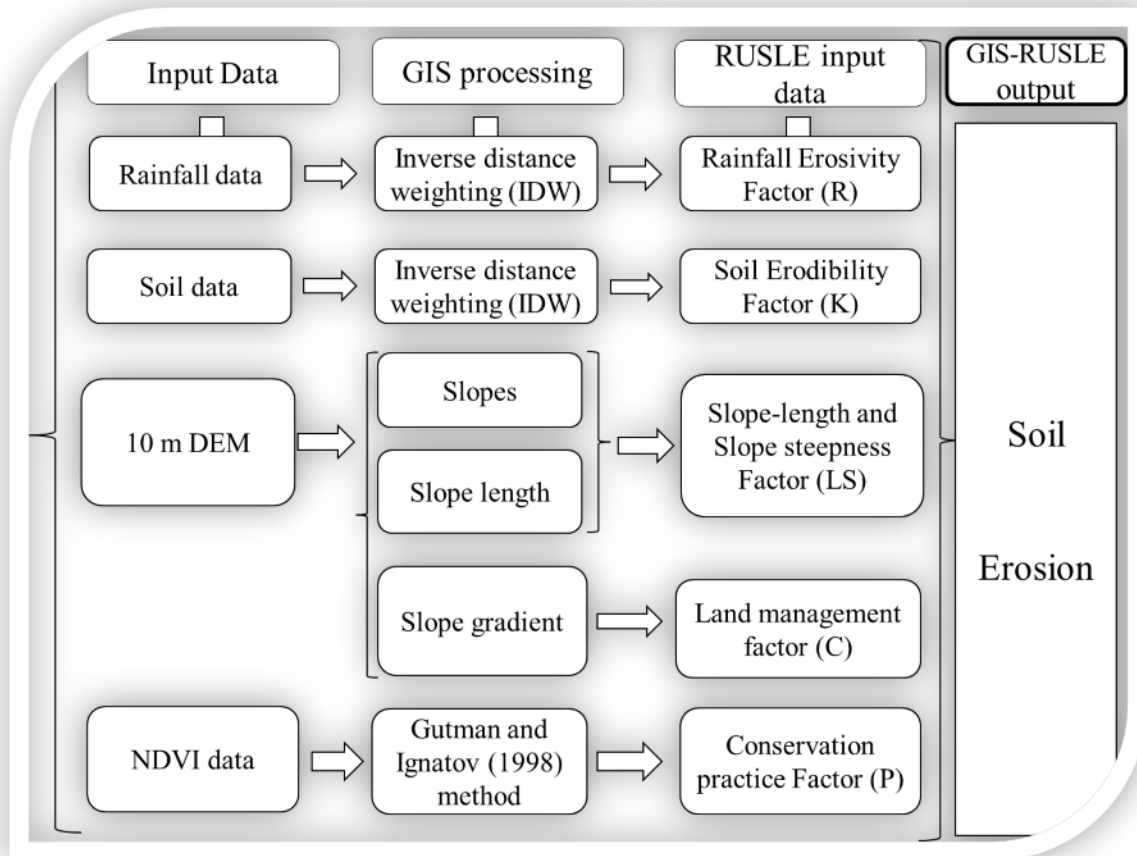 Input Data
GIS processing
RUSLE input
data
GIS-RUSLE
output
Rainfall data
Inverse distance
weighting (IDW)
Rainfall Erosivity
Factor (R)
Soil data
Inverse distance
weighting (IDW)
Soil Erodibility
Factor (K)
10 m DEM
Slopes
Slope length
Slope-length and
Slope steepness
Factor (LS)
Slope gradient
Land management
factor (C)
NDVI data
Gutman and
Ignatov (1998)
method
Conservation
practice Factor (P)
Soil
Erosion